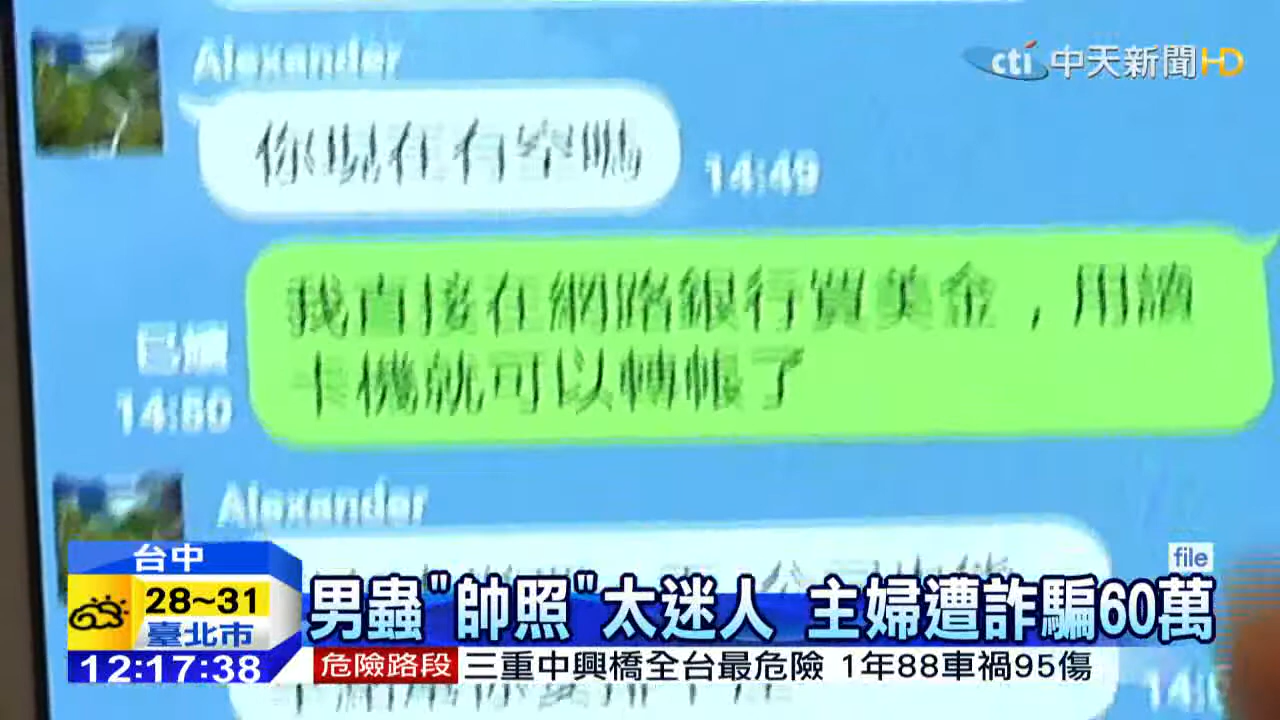 Alexander
cti 中天新聞HD
你現在有空嗎
14:49
我直接在網路銀行買美金，用讀
卡機就可以轉帳了
已讀
14:50
Alexander
file
台中
28~31
臺北市
12:17:38
男蟲"帥照"太迷人 主婦遭詐騙60萬
危險路段 三重中興橋全台最危險 1年88車禍95傷